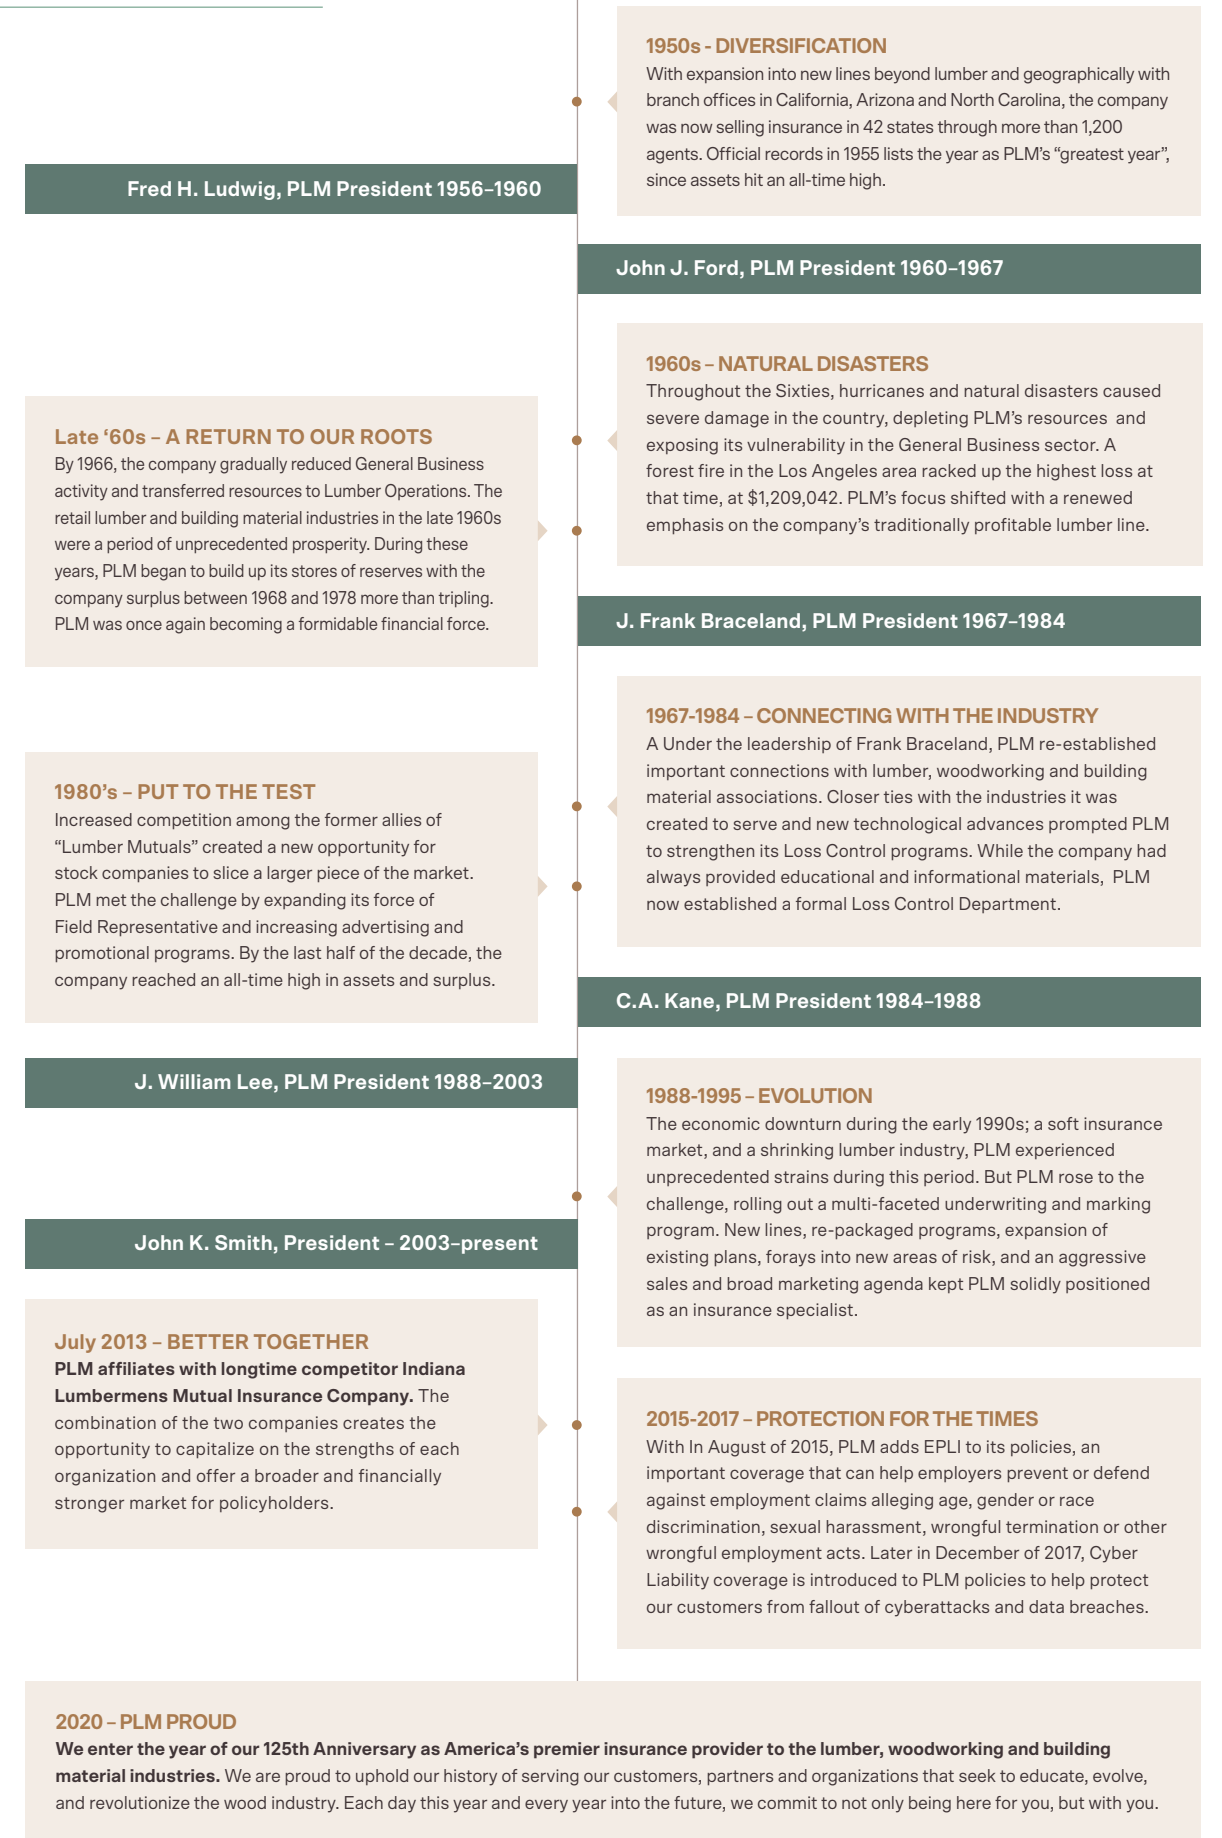 1950s - DIVERSIFICATION
With expansion into new lines beyond lumber and geographically with
branch offices in California, Arizona and North Carolina, the company
was now selling insurance in 42 states through more than 1,200
agents. Official records in 1955 lists the year as PLM’s “greatest year”,
since assets hit an all-time high.
Fred H. Ludwig, PLM President 1956–1960
John J. Ford, PLM President 1960–1967
1960s – NATURAL DISASTERS
Throughout the Sixties, hurricanes and natural disasters caused
severe damage in the country, depleting PLM’s resources  and
exposing its vulnerability in the General Business sector. A
forest fire in the Los Angeles area racked up the highest loss at
that time, at $1,209,042. PLM’s focus shifted with a renewed
emphasis on the company’s traditionally profitable lumber line.
Late ‘60s – A RETURN TO OUR ROOTS
By 1966, the company gradually reduced General Business
activity and transferred resources to Lumber Operations. The
retail lumber and building material industries in the late 1960s
were a period of unprecedented prosperity. During these
years, PLM began to build up its stores of reserves with the
company surplus between 1968 and 1978 more than tripling.
PLM was once again becoming a formidable financial force.
J. Frank Braceland, PLM President 1967–1984
1967-1984 – CONNECTING WITH THE INDUSTRY
A Under the leadership of Frank Braceland, PLM re-established
important connections with lumber, woodworking and building
material associations. Closer ties with the industries it was
created to serve and new technological advances prompted PLM
to strengthen its Loss Control programs. While the company had
always provided educational and informational materials,  PLM
now established a formal Loss Control Department.
1980’s – PUT TO THE TEST
Increased competition among the former allies of
“Lumber Mutuals” created a new opportunity for
stock companies to slice a larger piece of the market.
PLM met the challenge by expanding its force of
Field Representative and increasing advertising and
promotional programs. By the last half of the decade, the
company reached an all-time high in assets and surplus.
C.A. Kane, PLM President 1984–1988
J. William Lee, PLM President 1988–2003
1988-1995 – EVOLUTION
The economic downturn during the early 1990s; a soft insurance
market, and a shrinking lumber industry, PLM experienced
unprecedented strains during this period. But PLM rose to the
challenge, rolling out a multi-faceted underwriting and marking
program. New lines, re-packaged programs, expansion of
existing plans, forays into new areas of risk, and an aggressive
sales and broad marketing agenda kept PLM solidly positioned
as an insurance specialist.
John K. Smith, President – 2003–present
July 2013 – BETTER TOGETHER
PLM affiliates with longtime competitor Indiana
Lumbermens Mutual Insurance Company. The
combination of the two companies creates the
opportunity to capitalize on the strengths of each
organization and offer a broader and financially
stronger market for policyholders.
2015-2017 – PROTECTION FOR THE TIMES
With In August of 2015, PLM adds EPLI to its policies, an
important coverage that can help employers prevent or defend
against employment claims alleging age, gender or race
discrimination, sexual harassment, wrongful termination or other
wrongful employment acts. Later in December of 2017, Cyber
Liability coverage is introduced to PLM policies to help protect
our customers from fallout of cyberattacks and data breaches.
2020 – PLM PROUD
We enter the year of our 125th Anniversary as America’s premier insurance provider to the lumber, woodworking and building
material industries. We are proud to uphold our history of serving our customers, partners and organizations that seek to educate, evolve,
and revolutionize the wood industry. Each day this year and every year into the future, we commit to not only being here for you, but with you.